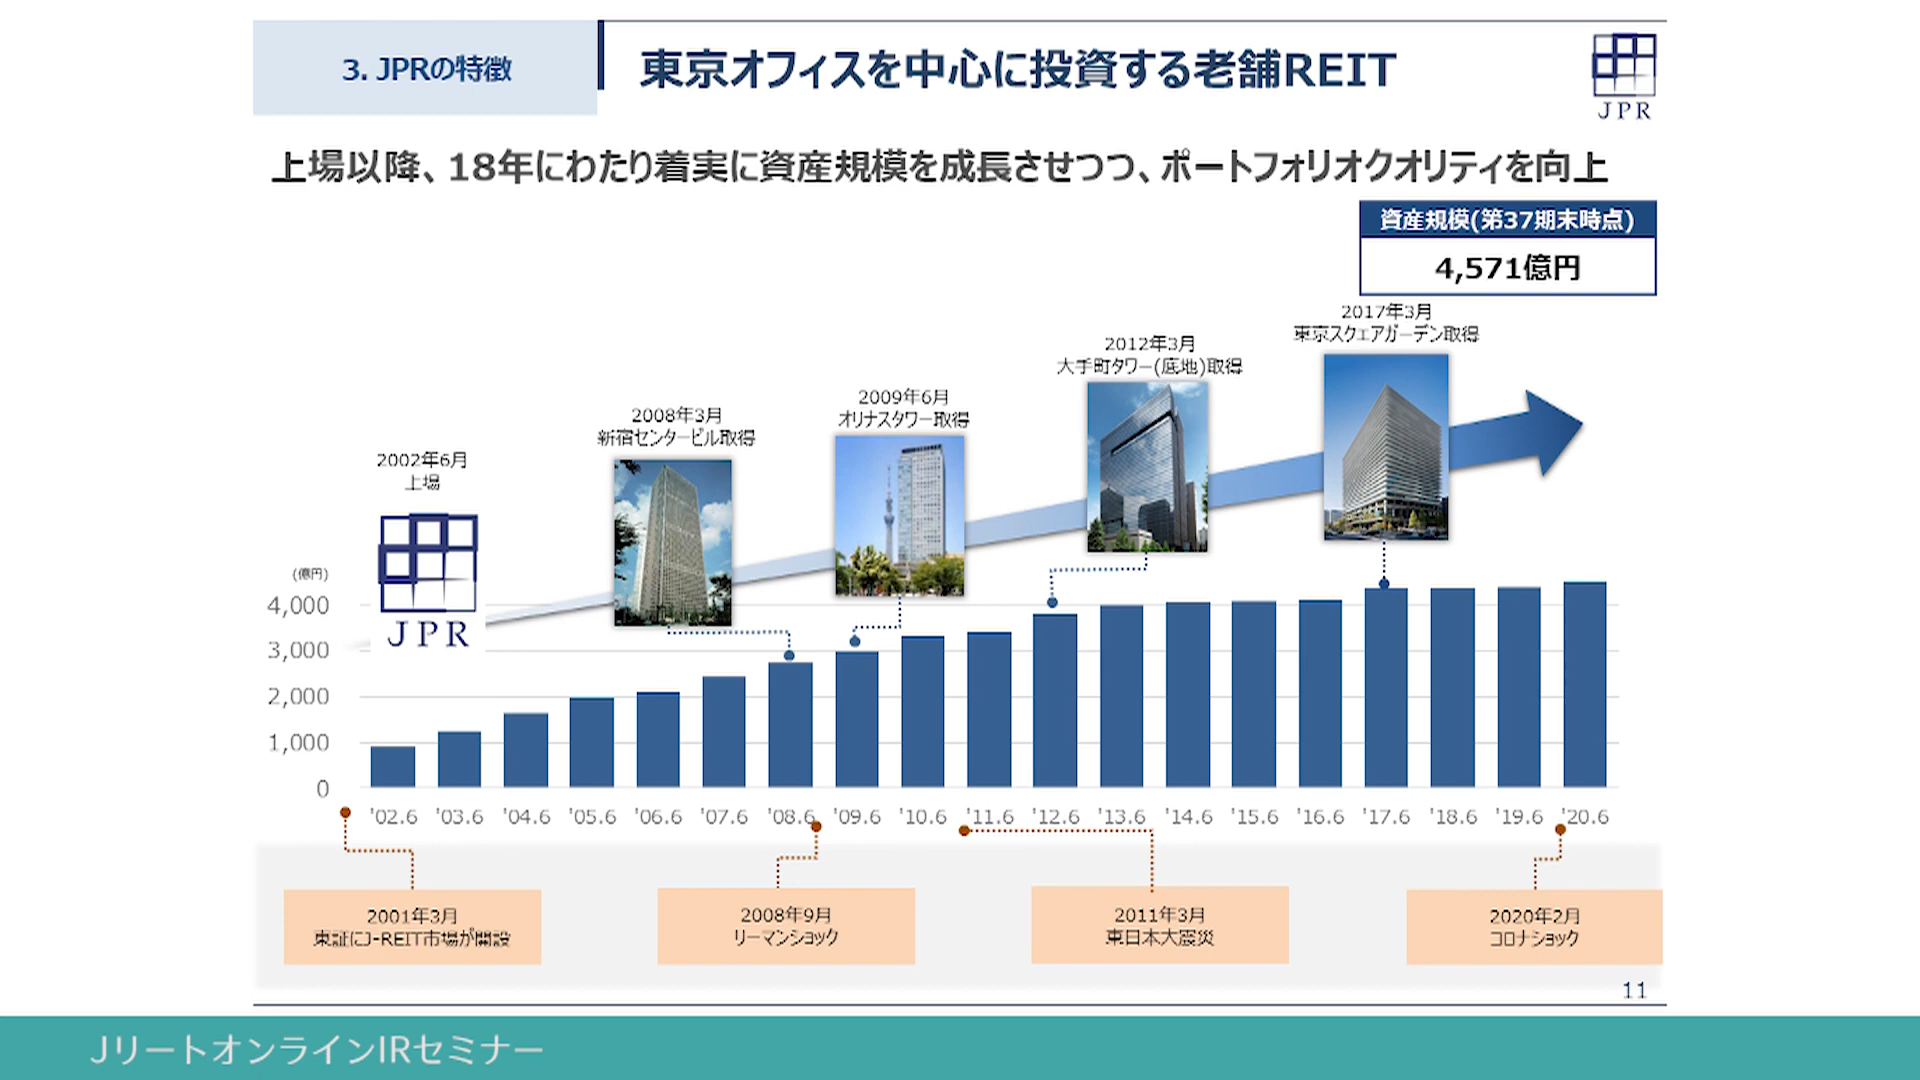 3. JPRの特徴
東京オフィスを中心に投資する老舗REIT
JPR
上場以降、18年にわたり着実に資産規模を成長させつつ、ポートフォリオクオリティを向上
資産規模(第37期末時点)
4,571億円
2017年3月
東京スクェアガーデン取得
2012年3月
大手町タワー(底地)取得
2009年6月
オリナスタワー取得
2008年3月
新宿センタービル取得
2002年6月
上場
JPR
(億円)
4,000
3,000
2,000
1,000
0
'02.6 '03.6 '04.6 '05.6 '06.6 '07.6 '08.6 '09.6 '10.6 '11.6 '12.6 '13.6 '14.6 '15.6 '16.6 '17.6 '18.6 '19.6 '20.6
2001年3月
東証にJ-REIT市場が開設
2008年9月
リーマンショック
2011年3月
東日本大震災
2020年2月
コロナショック
11
JリートオンラインIRセミナー